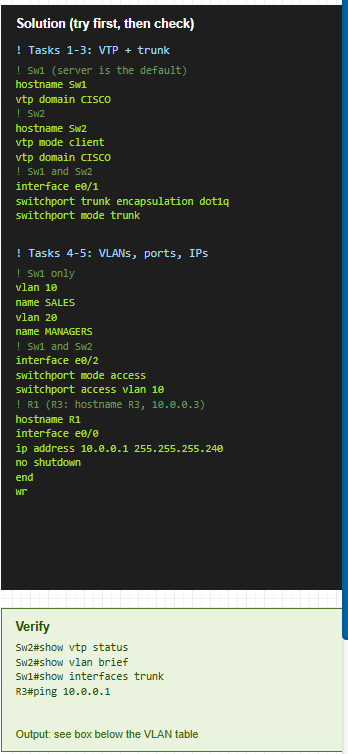 Solution (try first, then check)
! Tasks 1-3: VTP + trunk
! Sw1 (server is the default)
hostname Sw1
vtp domain CISCO
! Sw2
hostname Sw2
vtp mode client
vtp domain CISCO
! Sw1 and Sw2
interface e0/1
switchport trunk encapsulation dot1q
switchport mode trunk
! Tasks 4-5: VLANs, ports, IPs
! Sw1 only
vlan 10
name SALES
vlan 20
name MANAGERS
! Sw1 and Sw2
interface e0/2
switchport mode access
switchport access vlan 10
! R1 (R3: hostname R3, 10.0.0.3)
hostname R1
interface e0/0
ip address 10.0.0.1 255.255.255.240
no shutdown
end
wr
Verify
Sw2#show vtp status
Sw2#show vlan brief
Sw1#show interfaces trunk
R3#ping 10.0.0.1
Output: see box below the VLAN table